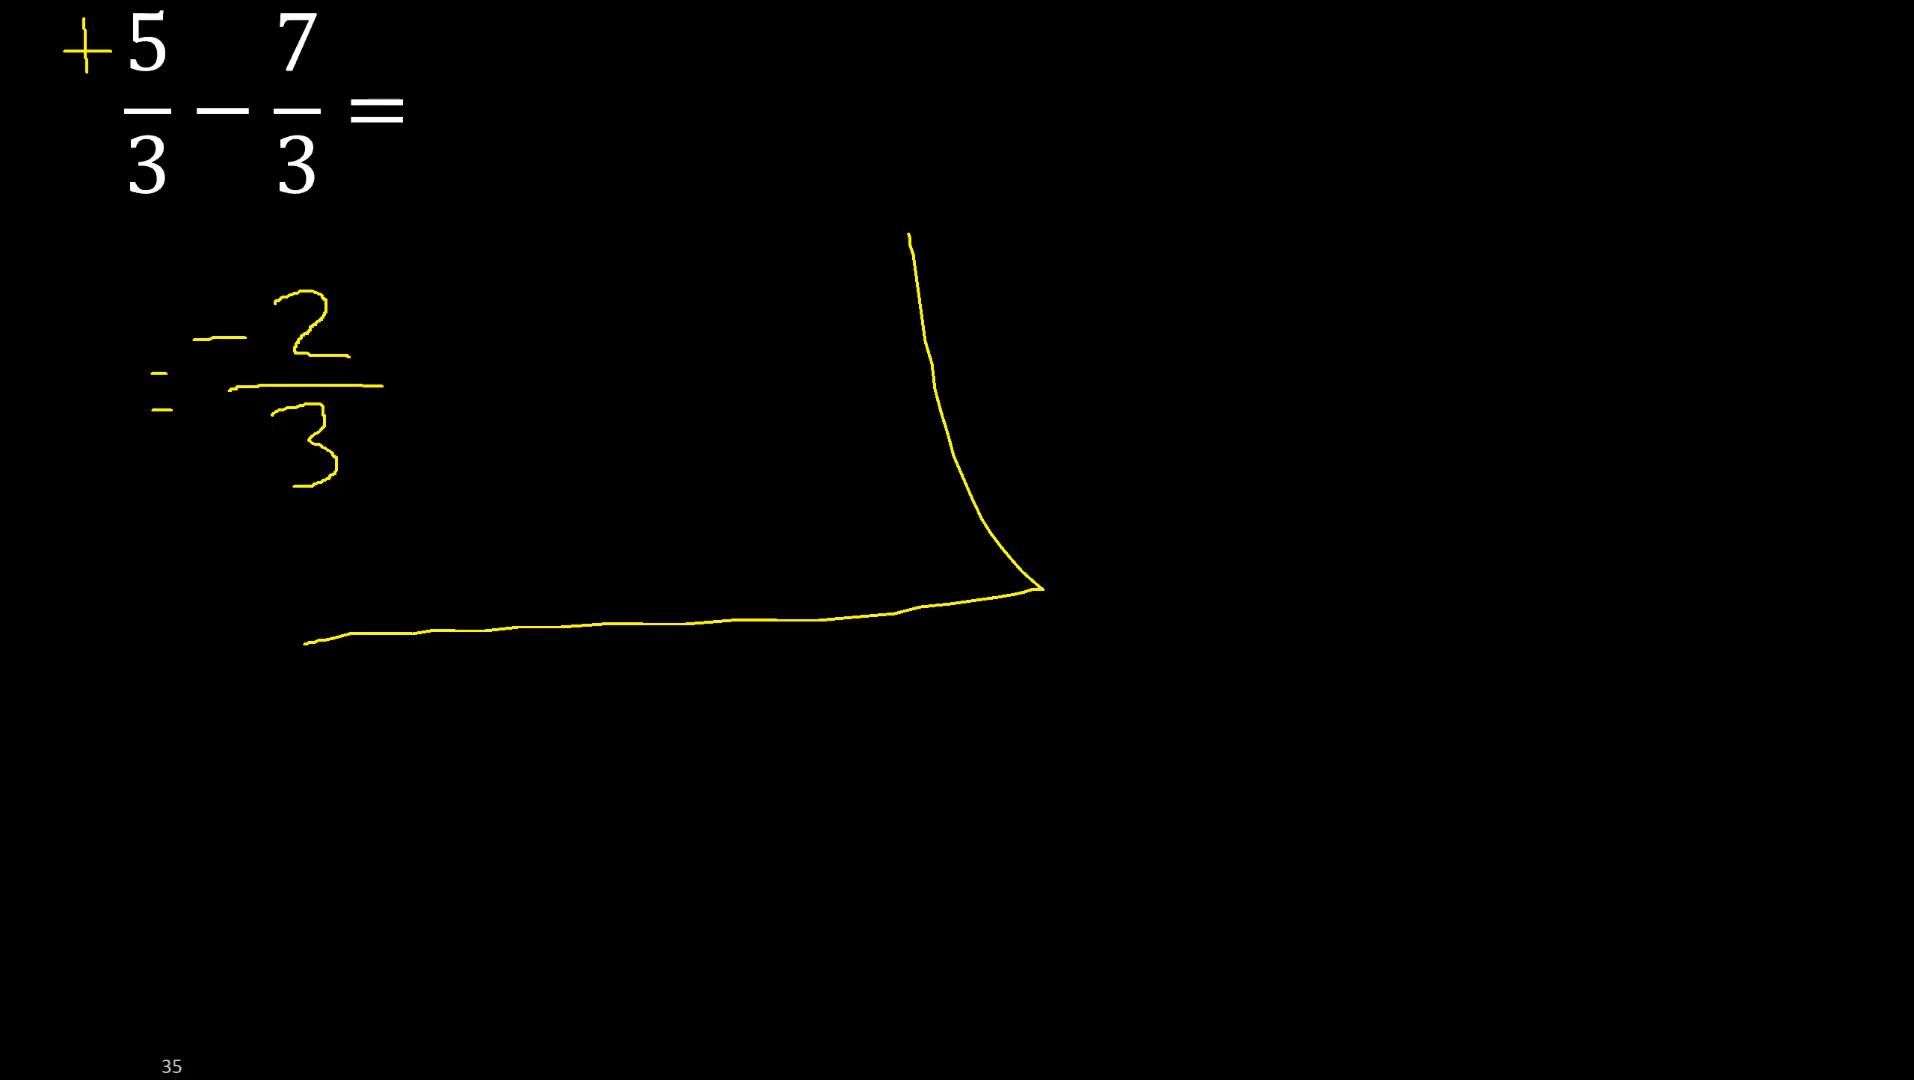 + 5/3 − 7/3 =
= −2/3
35